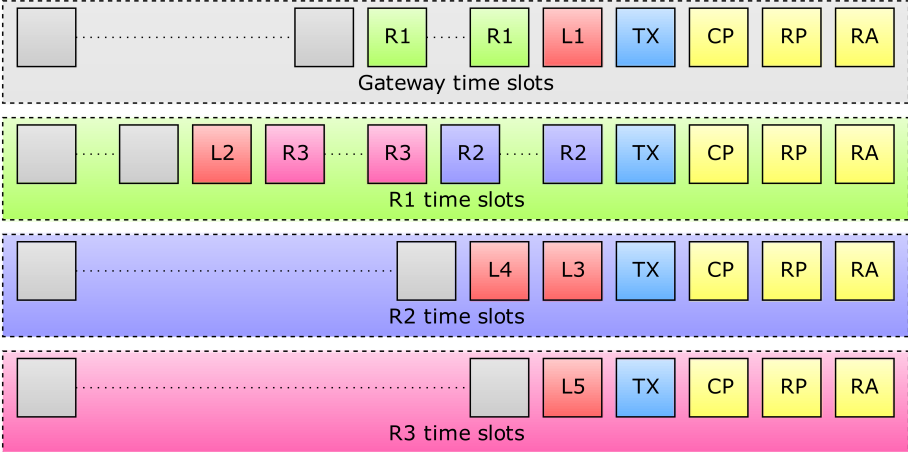 R1 R1 L1 TX CP RP RA
Gateway time slots
L2 R3 R3 R2 R2 TX CP RP RA
R1 time slots
L4 L3 TX CP RP RA
R2 time slots
L5 TX CP RP RA
R3 time slots